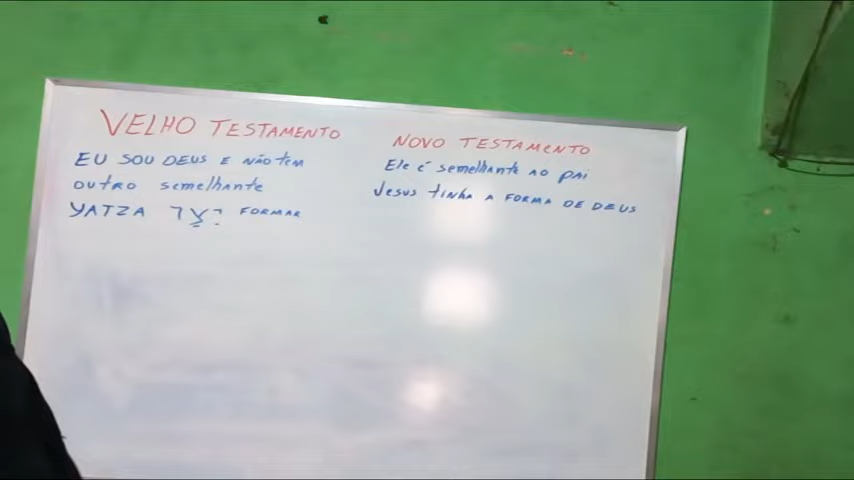 VELHO TESTAMENTO
EU SOU DEUS E NÃO TEM
OUTRO SEMELHANTE
YATZA FORMAR
NOVO TESTAMENTO
Ele é SEMELHANTE AO PAI
JESUS TINHA A FORMA DE DEUS